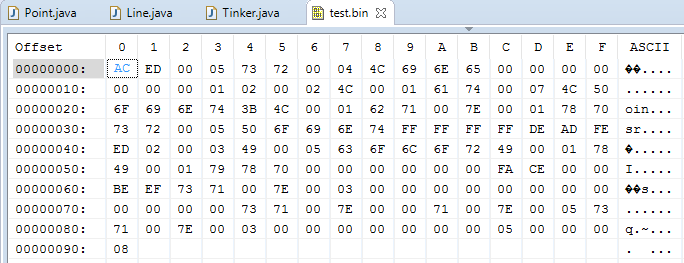 Point.java Line.java Tinker.java test.bin
Offset 0 1 2 3 4 5 6 7 8 9 A B C D E F ASCII
00000000: AC ED 00 05 73 72 00 04 4C 69 6E 65 00 00 00 00 ��.....
00000010: 00 00 00 01 02 00 02 4C 00 01 61 74 00 07 4C 50 ......
00000020: 6F 69 6E 74 3B 4C 00 01 62 71 00 7E 00 01 78 70 oin....
00000030: 73 72 00 05 50 6F 69 6E 74 FF FF FF FF DE AD FE sr.....
00000040: ED 02 00 03 49 00 05 63 6F 6C 6F 72 49 00 01 78 �.....
00000050: 49 00 01 79 78 70 00 00 00 00 00 00 FA CE 00 00 I.....
00000060: BE EF 73 71 00 7E 00 03 00 00 00 00 00 00 00 00 ��s....
00000070: 00 00 00 00 73 71 00 7E 00 00 71 00 7E 00 05 73 ......
00000080: 71 00 7E 00 03 00 00 00 00 00 00 00 05 00 00 00 q.~...
00000090: 08 . ...